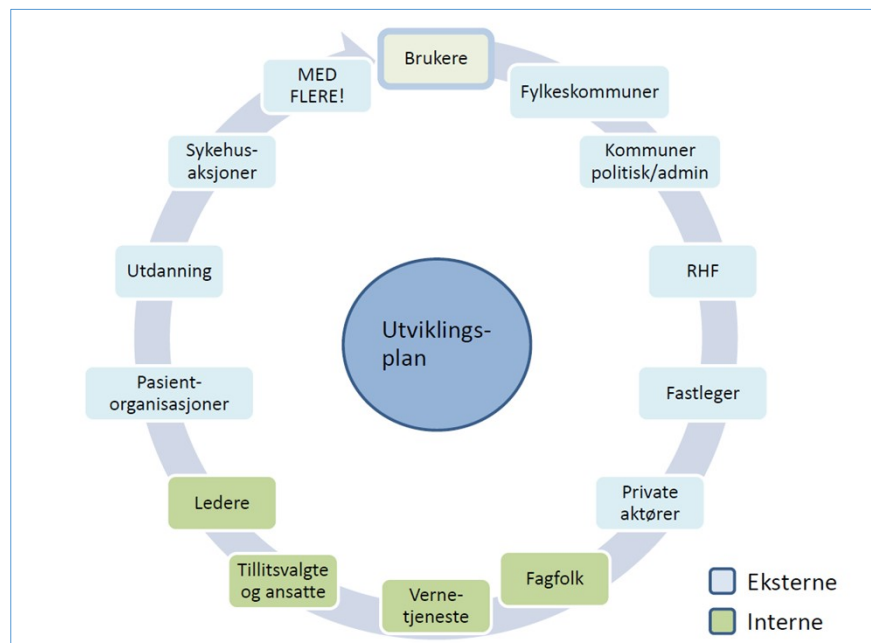 Brukere
Fylkeskommuner
Kommuner
politisk/admin
RHF
Fastleger
Private
aktører
Fagfolk
Verne-
tjeneste
Tillitsvalgte
og ansatte
Ledere
Pasient-
organisasjoner
Utdanning
Sykehus-
aksjoner
MED
FLERE!
Utviklings-
plan
Eksterne
Interne